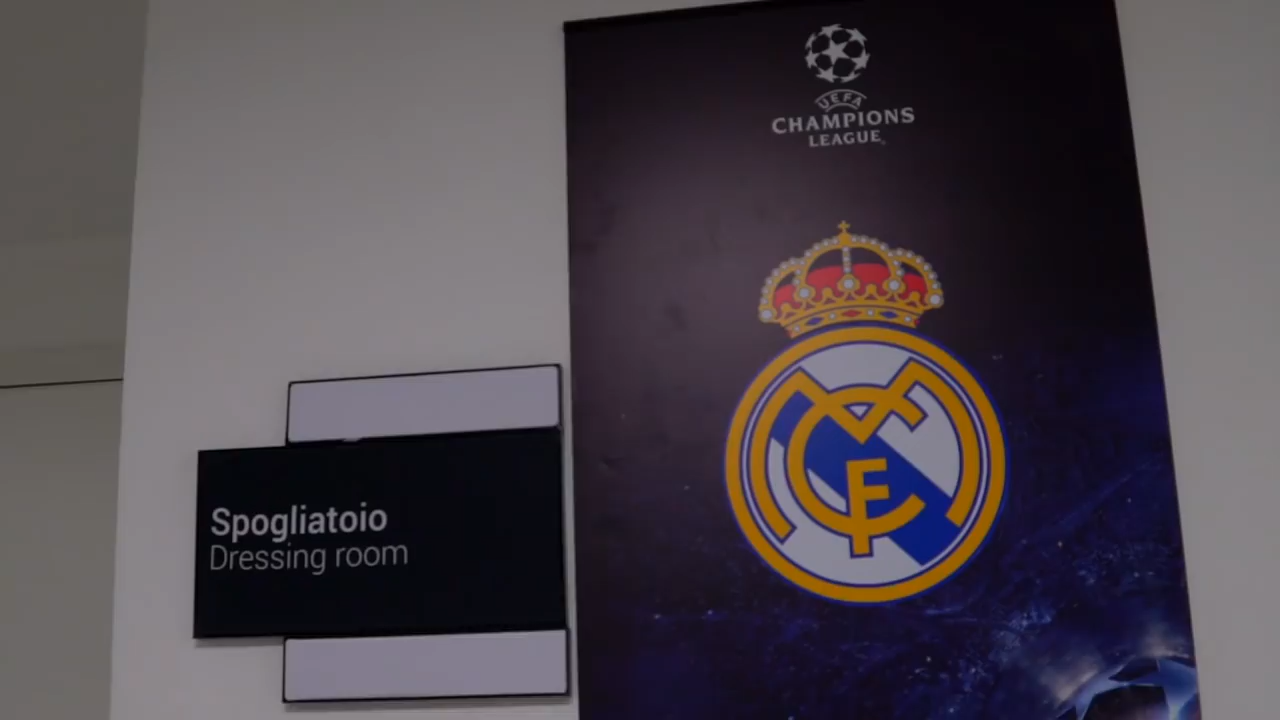 Spogliatoio
Dressing room
UEFA
CHAMPIONS
LEAGUE